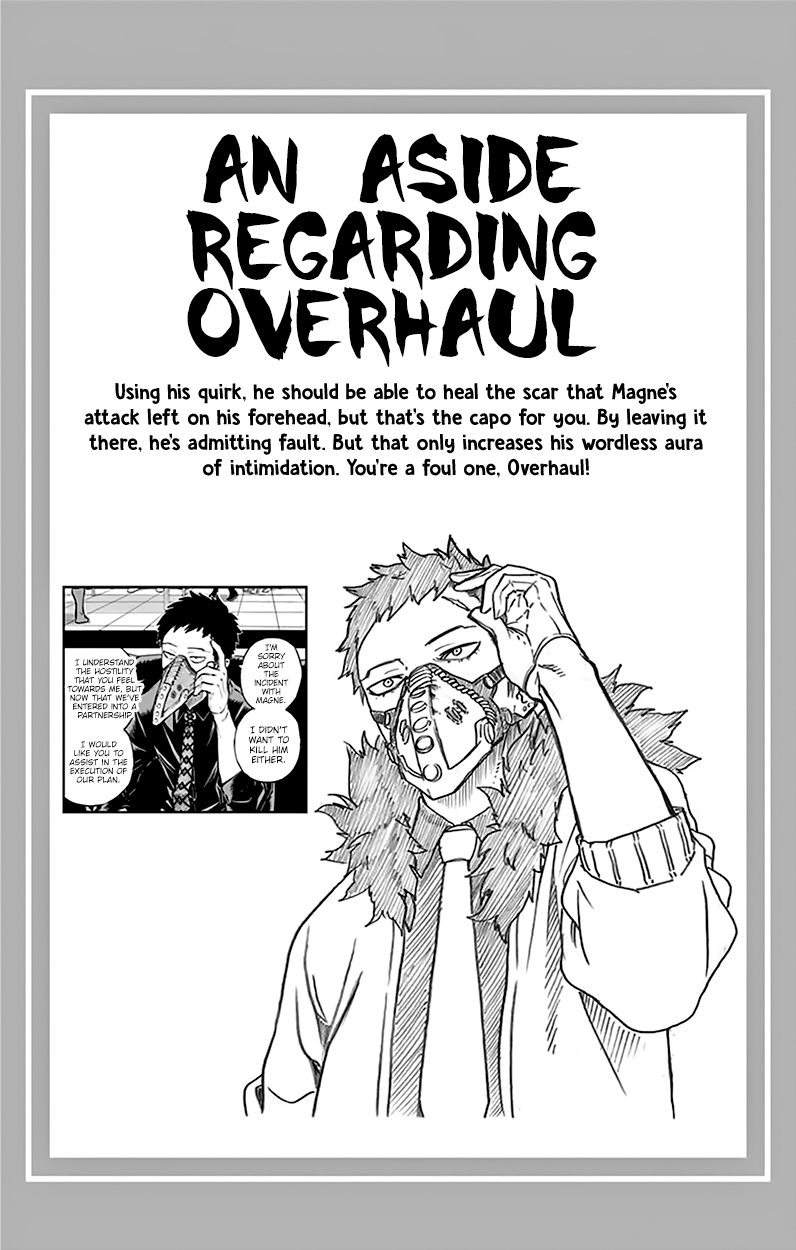 AN ASIDE
REGARDING
OVERHAUL
Using his quirk, he should be able to heal the scar that Magne's
attack left on his forehead, but that's the capo for you. By leaving it
there, he's admitting fault. But that only increases his wordless aura
of intimidation. You're a foul one, Overhaul!
I'M
SORRY
ABOUT
THE
INCIDENT
WITH
MAGNE.
I DIDN'T
WANT TO
KILL HIM
EITHER.
I UNDERSTAND
THE HOSTILITY
THAT YOU FEEL
TOWARDS ME, BUT
NOW THAT WE'VE
ENTERED INTO A
PARTNERSHIP
I WOULD
LIKE YOU TO
ASSIST IN THE
EXECUTION OF
OUR PLAN.